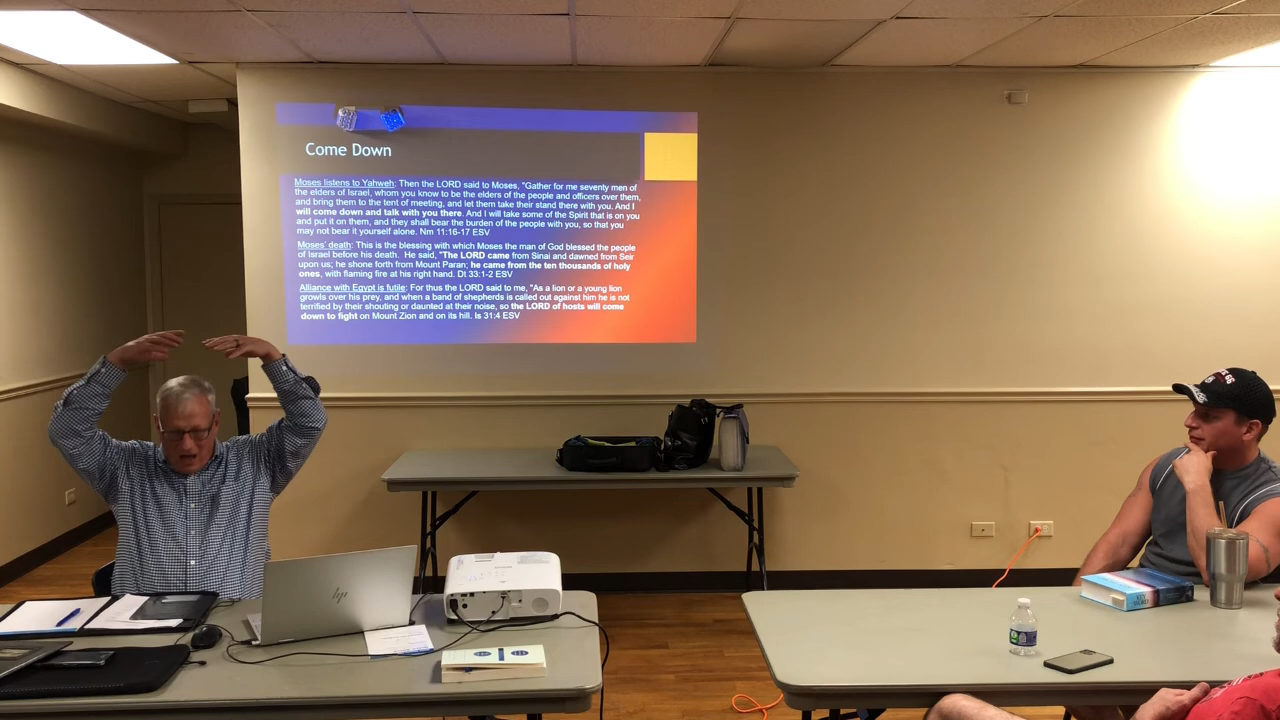 Come Down
Moses listens to Yahweh: Then the LORD said to Moses, "Gather for me seventy men of
the elders of Israel, whom you know to be the elders of the people and officers over them,
and bring them to the tent of meeting, and let them take their stand there with you. And I
will come down and talk with you there. And I will take some of the Spirit that is on you
and put it on them, and they shall bear the burden of the people with you, so that you
may not bear it yourself alone. Nm 11:16-17 ESV
Moses' death: This is the blessing with which Moses the man of God blessed the people
of Israel before his death. He said, "The LORD came from Sinai and dawned from Seir
upon us; he shone forth from Mount Paran; he came from the ten thousands of holy
ones, with flaming fire at his right hand. Dt 33:1-2 ESV
Alliance with Egypt is futile: For thus the LORD said to me, "As a lion or a young lion
growls over his prey, and when a band of shepherds is called out against him he is not
terrified by their shouting or daunted at their noise, so the LORD of hosts will come
down to fight on Mount Zion and on its hill. Is 31:4 ESV
hp